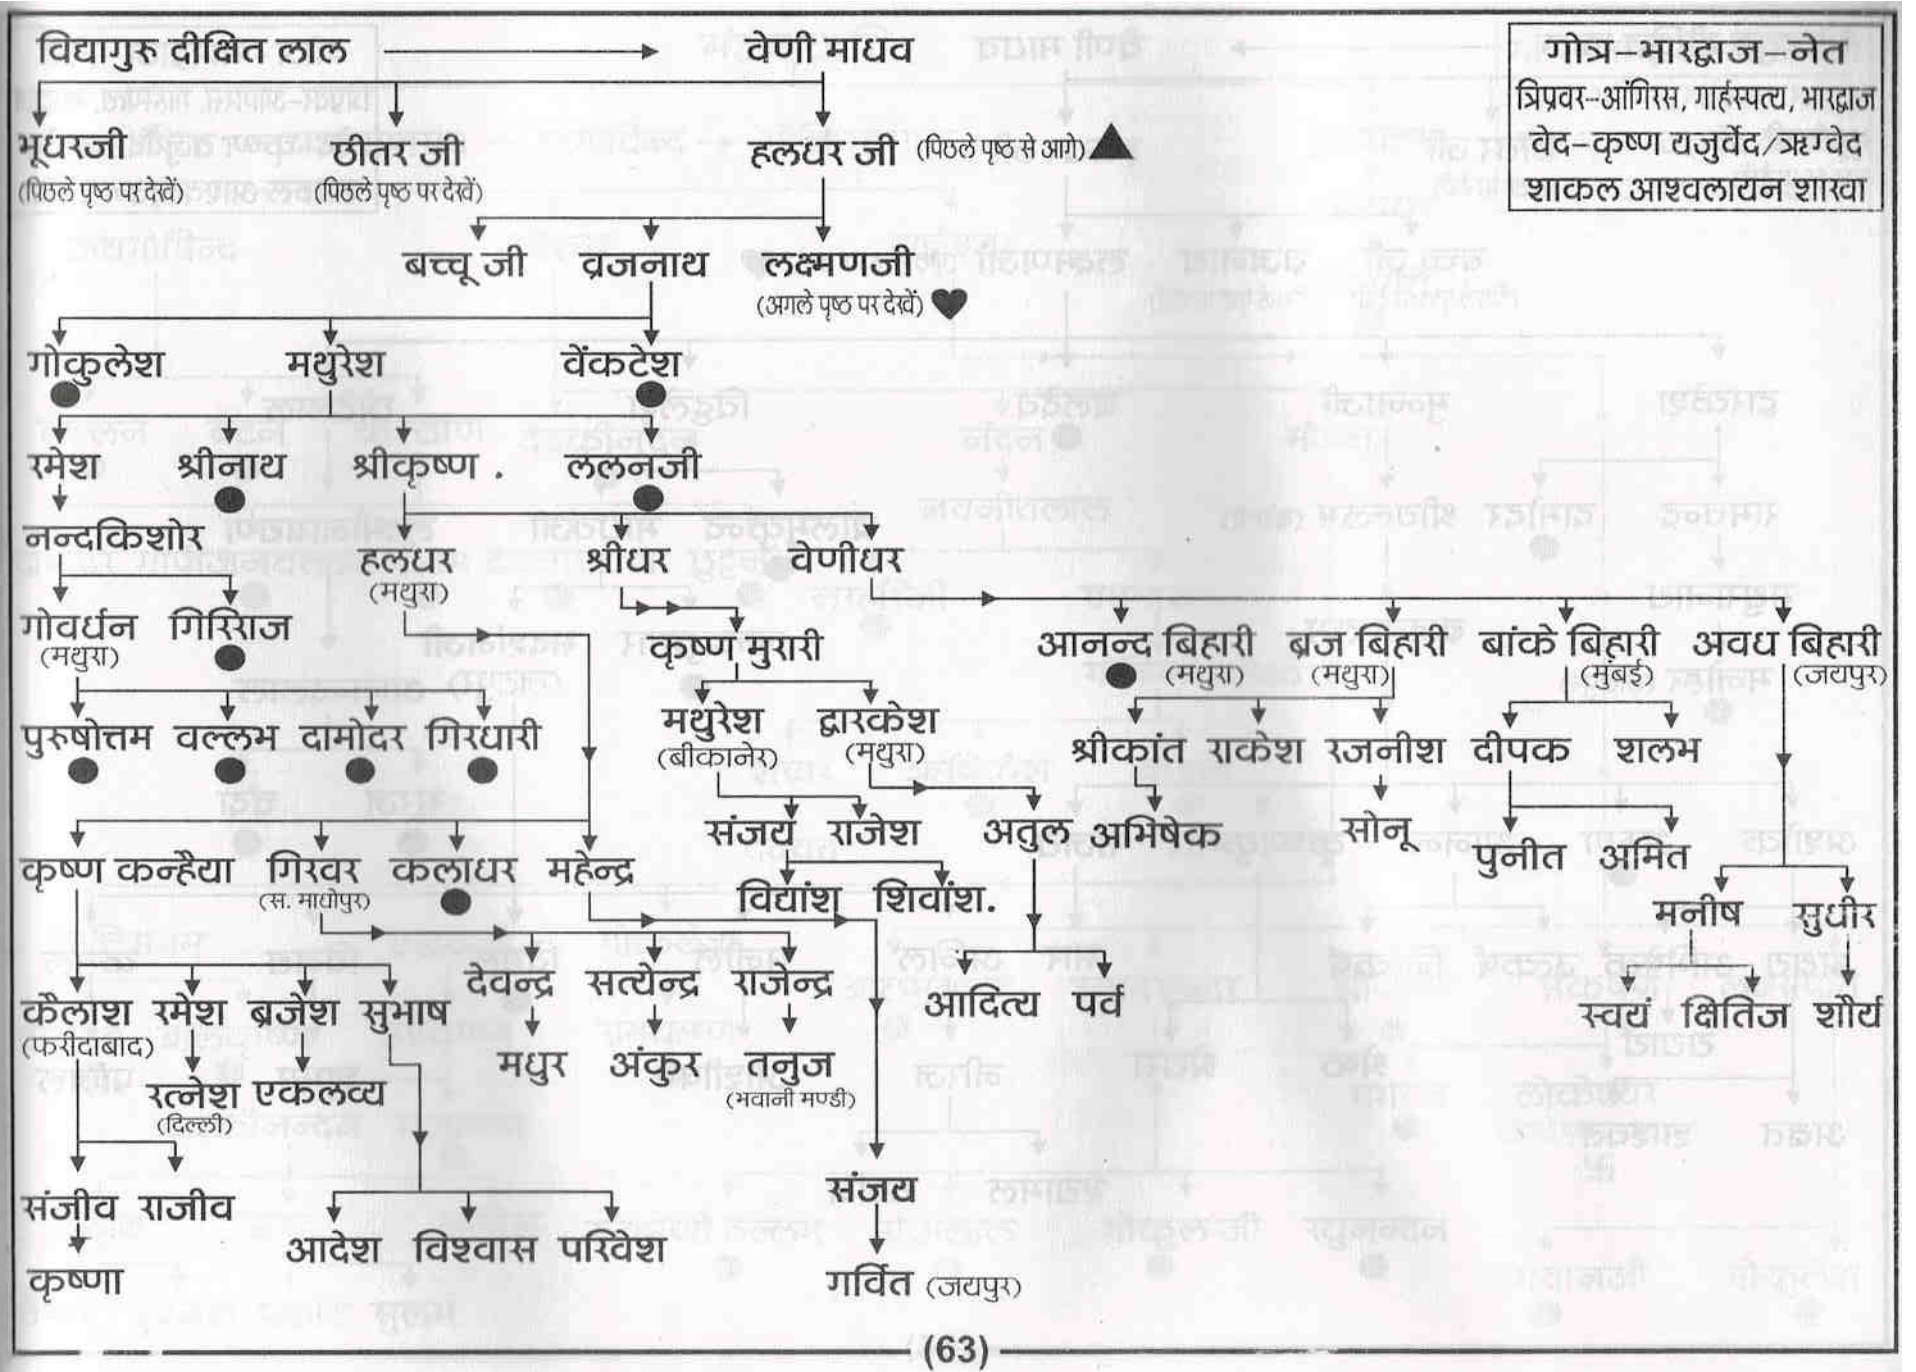 विद्यागुरू दीक्षित लाल वेणी माधव
गोत्र–भारद्वाज–नेत
त्रिप्रवर–आंगिरस, गार्हस्पत्य, भारद्वाज
वेद–कृष्ण यजुर्वेद/ऋग्वेद
शाकल आश्वलायन शाखा
भूधरजी छीतर जी हलधर जी (पिछले पृष्ठ से आगे)
(पिछले पृष्ठ पर देखें) (पिछले पृष्ठ पर देखें)
बच्चू जी व्रजनाथ लक्ष्मणजी
(अगले पृष्ठ पर देखें)
गोकुलेश मथुरेश वेंकटेश
रमेश श्रीनाथ श्रीकृष्ण . ललनजी
नन्दकिशोर हलधर श्रीधर वेणीधर
(मथुरा)
गोवर्धन गिरिराज कृष्ण मुरारी आनन्द बिहारी ब्रज बिहारी बांके बिहारी अवध बिहारी
(मथुरा) (मथुरा) (मथुरा) (मुंबई) (जयपुर)
पुरुषोत्तम वल्लभ दामोदर गिरधारी मथुरेश द्वारकेश श्रीकांत राकेश रजनीश दीपक शलभ
(बीकानेर) (मथुरा)
संजय राजेश अतुल अभिषेक सोनू पुनीत अमित
कृष्ण कन्हैया गिरवर कलाधर महेन्द्र
(स. माधोपुर)
विद्यांश शिवांश. मनीष सुधीर
देवन्द्र सत्येन्द्र राजेन्द्र
कैलाश रमेश ब्रजेश सुभाष आदित्य पर्व स्वयं क्षितिज शौर्य
(फरीदाबाद)
मधुर अंकुर तनुज
(भवानी मण्डी)
रत्नेश एकलव्य
(दिल्ली)
संजीव राजीव संजय
आदेश विश्वास परिवेश
कृष्णा गर्वित (जयपुर)
(63)